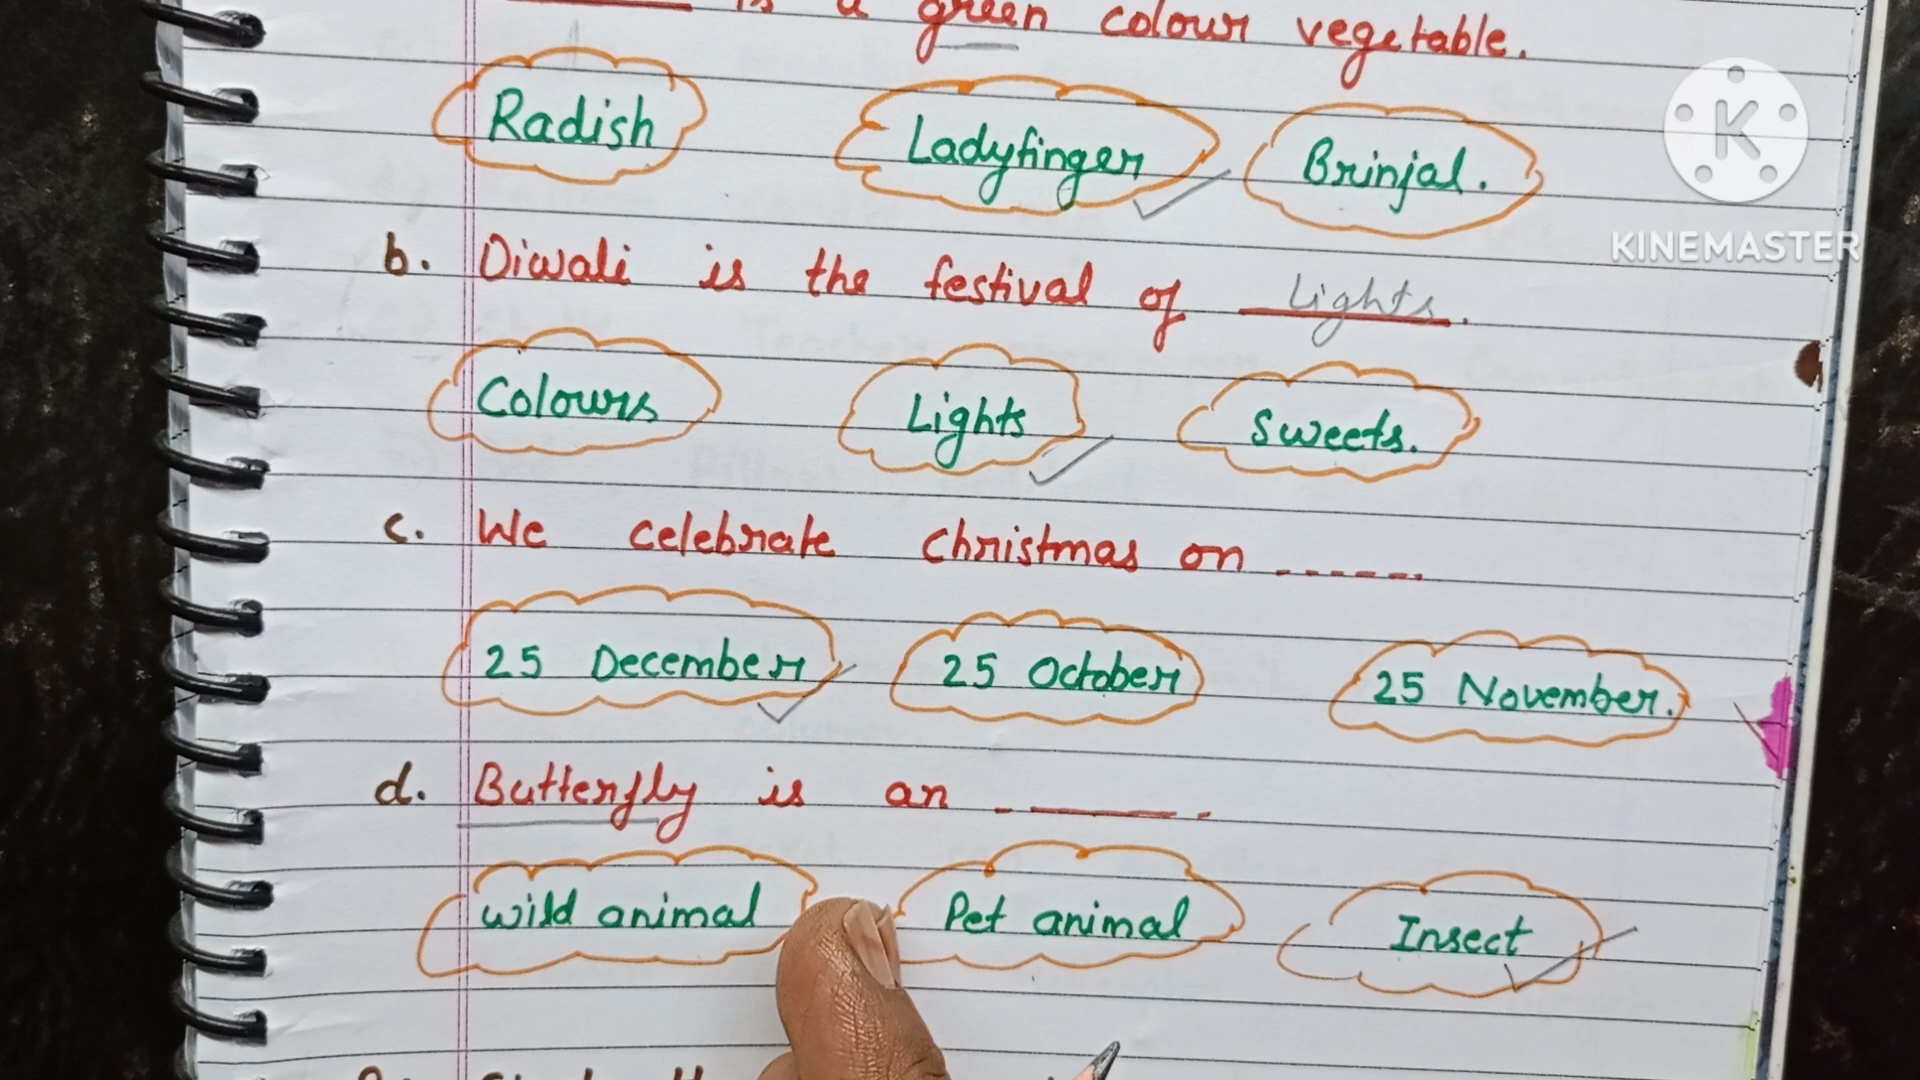 is a green colour vegetable.
Radish Ladyfinger Brinjal.
b. Diwali is the festival of Lights.
Colours Lights Sweets.
c. We celebrate Christmas on -----.
25 December 25 October 25 November.
d. Butterfly is an _____.
wild animal Pet animal Insect
K
KINEMASTER